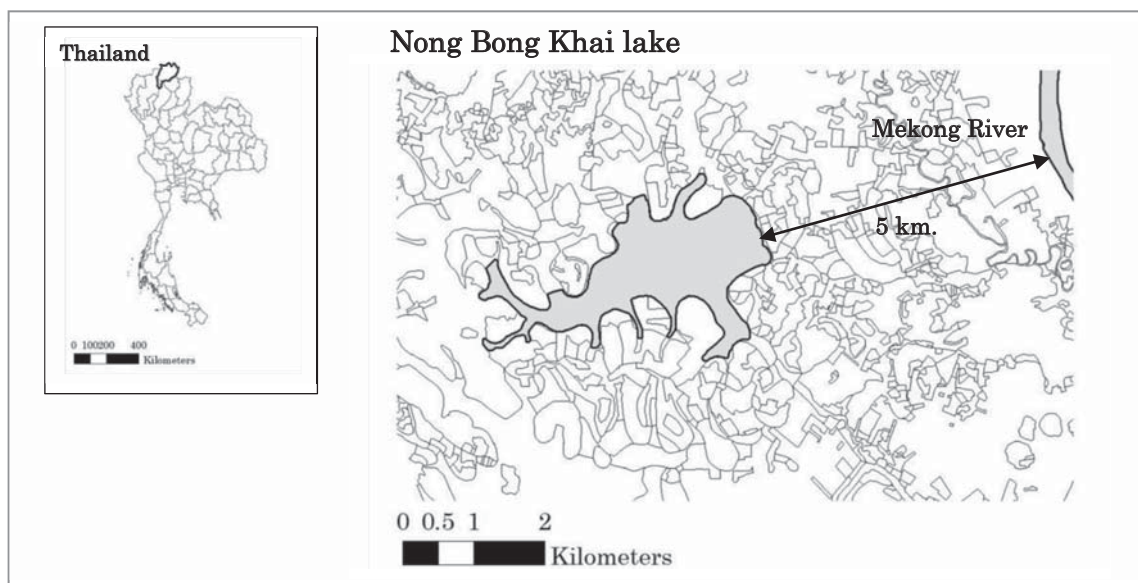 Thailand
0 100200 400
Kilometers
Nong Bong Khai lake
Mekong River
5 km.
0 0.5 1 2
Kilometers